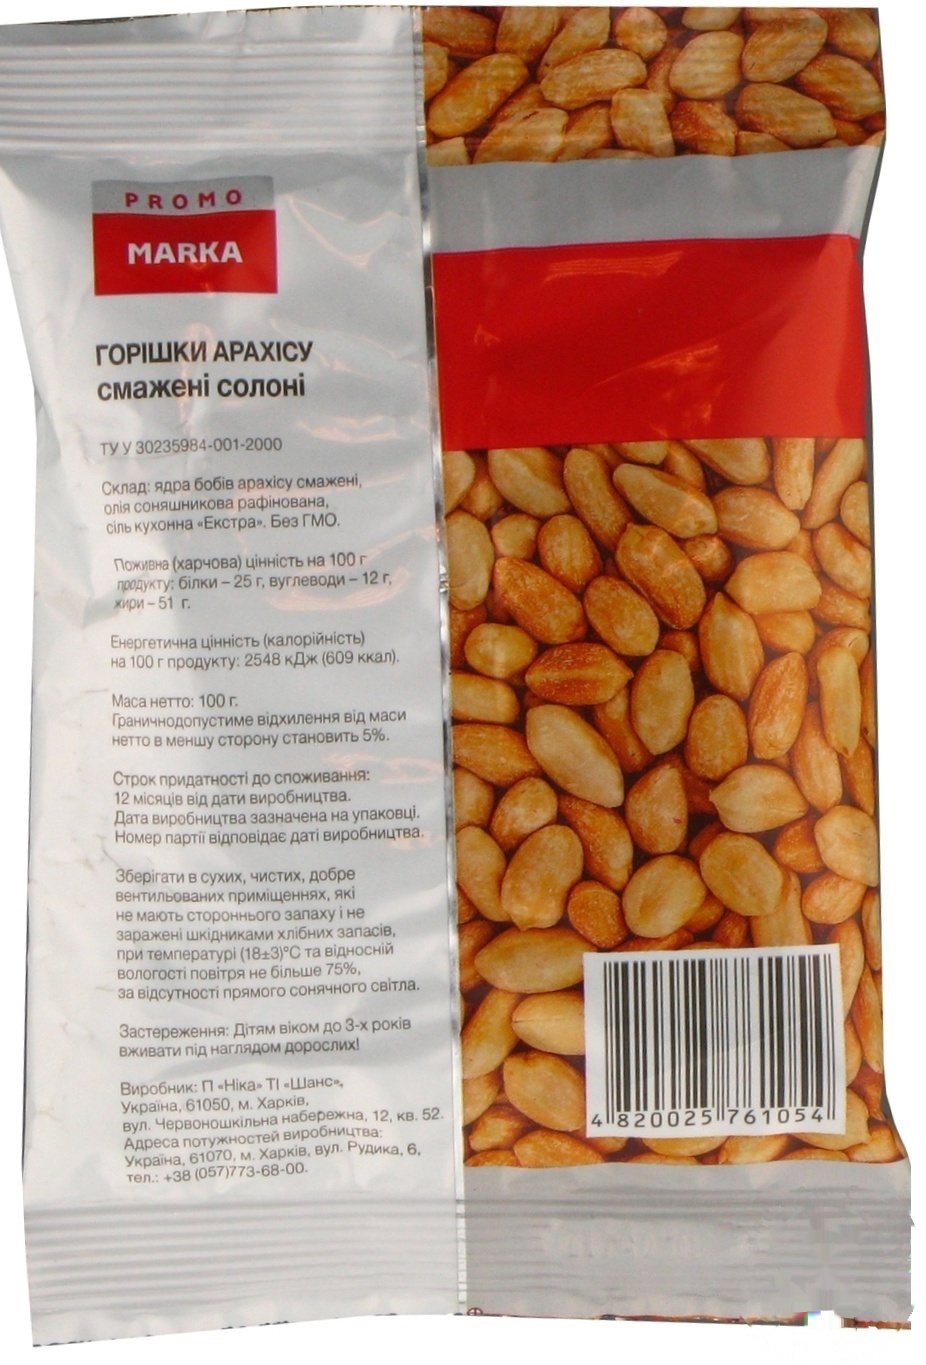 PROMO
MARKA
ГОРІШКИ АРАХІСУ
смажені солоні
ТУ У 30235984-001-2000
Склад: ядра бобів арахісу смажені,
олія соняшникова рафінована,
сіль кухонна «Екстра». Без ГМО.
Поживна (харчова) цінність на 100 г
продукту: білки – 25 г, вуглеводи – 12 г,
жири – 51 г.
Енергетична цінність (калорійність)
на 100 г продукту: 2548 кДж (609 ккал).
Маса нетто: 100 г.
Граничнодопустиме відхилення від маси
нетто в меншу сторону становить 5%.
Строк придатності до споживання:
12 місяців від дати виробництва.
Дата виробництва зазначена на упаковці.
Номер партії відповідає даті виробництва.
Зберігати в сухих, чистих, добре
вентильованих приміщеннях, які
не мають стороннього запаху і не
заражені шкідниками хлібних запасів,
при температурі (18±3)°С та відносній
вологості повітря не більше 75%,
за відсутності прямого сонячного світла.
Застереження: Дітям віком до 3-х років
вживати під наглядом дорослих!
Виробник: П «Ніка» ТІ «Шанс»,
Україна, 61050, м. Харків,
вул. Червоношкільна набережна, 12, кв. 52.
Адреса потужностей виробництва:
Україна, 61070, м. Харків, вул. Рудика, 6,
тел.: +38 (057)773-68-00.
4 820025 761054